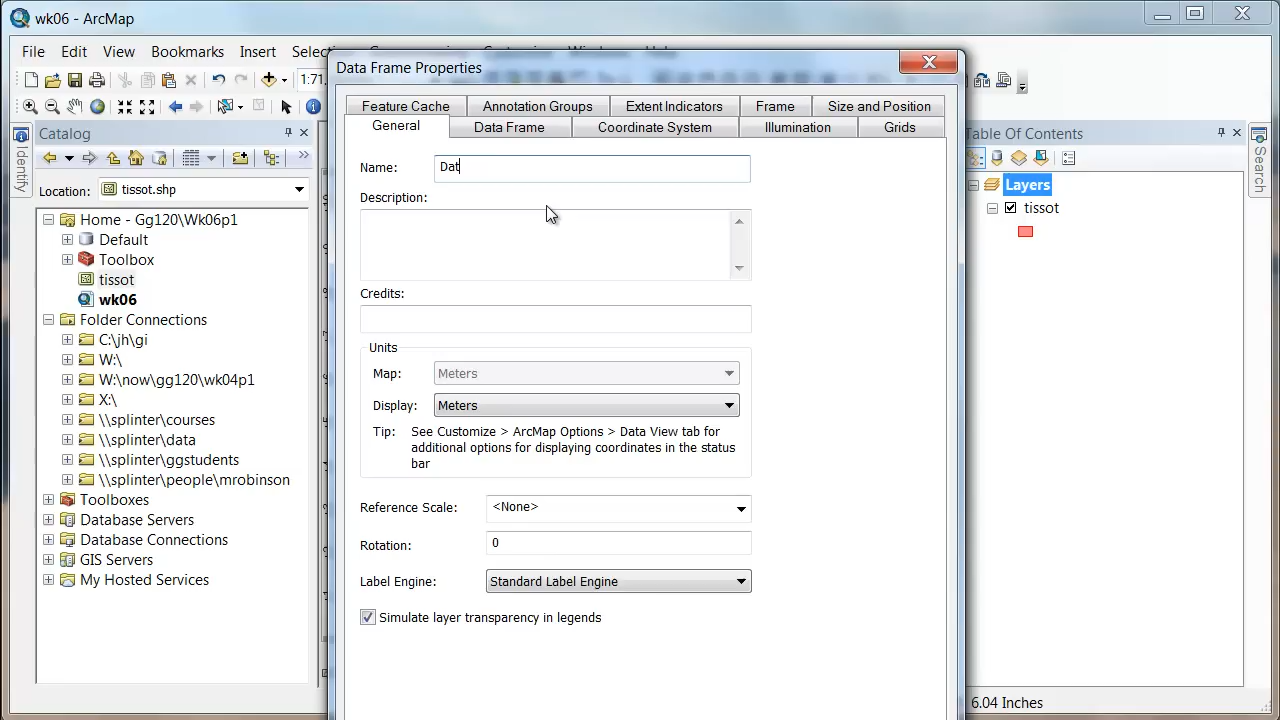 wk06 - ArcMap
File Edit View Bookmarks Insert
Data Frame Properties
Feature Cache Annotation Groups Extent Indicators Frame Size and Position
General Data Frame Coordinate System Illumination Grids
Catalog
Location: tissot.shp
Home - Gg120\Wk06p1
Default
Toolbox
tissot
wk06
Folder Connections
C:\jh\gi
W:\
W:\now\gg120\wk04p1
X:\
\\splinter\courses
\\splinter\data
\\splinter\ggstudents
\\splinter\people\mrobinson
Toolboxes
Database Servers
Database Connections
GIS Servers
My Hosted Services
Identify
Name: Dat
Description:
Credits:
Units
Map: Meters
Display: Meters
Tip: See Customize > ArcMap Options > Data View tab for
additional options for displaying coordinates in the status
bar
Reference Scale: <None>
Rotation: 0
Label Engine: Standard Label Engine
Simulate layer transparency in legends
Table Of Contents
Layers
tissot
Search
6.04 Inches